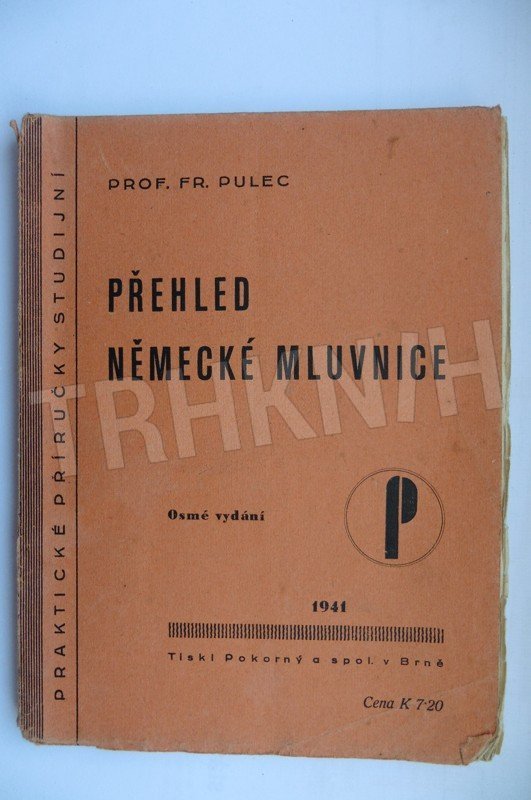 PROF. FR. PULEC
PŘEHLED
NĚMECKÉ MLUVNICE
Osmé vydání
P
1941
Tiskl Pokorný a spol. v Brně
Cena K 7·20
PRAKTICKÉ PŘÍRUČKY STUDIJNÍ
TRHKNIH